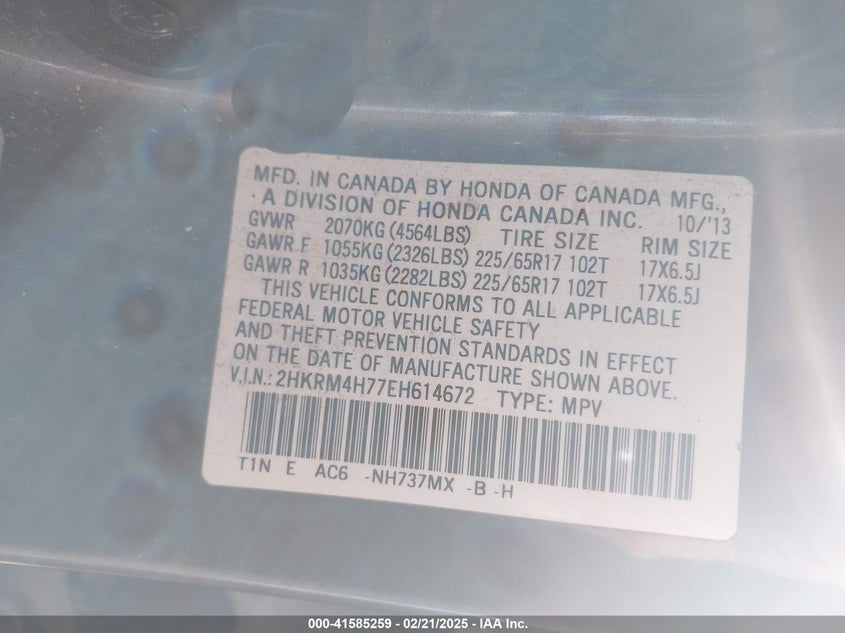 MFD. IN CANADA BY HONDA OF CANADA MFG.,
A DIVISION OF HONDA CANADA INC. 10/'13
GVWR 2070KG (4564LBS) TIRE SIZE RIM SIZE
GAWR F 1055KG (2326LBS) 225/65R17 102T 17X6.5J
GAWR R 1035KG (2282LBS) 225/65R17 102T 17X6.5J
THIS VEHICLE CONFORMS TO ALL APPLICABLE
FEDERAL MOTOR VEHICLE SAFETY
AND THEFT PREVENTION STANDARDS IN EFFECT
ON THE DATE OF MANUFACTURE SHOWN ABOVE.
V.I.N.: 2HKRM4H77EH614672 TYPE: MPV
T1N E AC6 -NH737MX -B -H
000-41585259 - 02/21/2025 - IAA Inc.